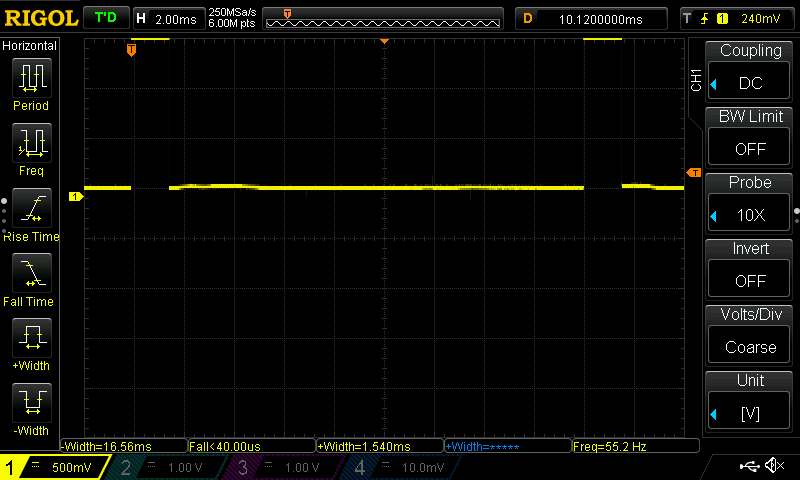 RIGOL T'D H 2.00ms 250MSa/s D 10.1200000ms T 1 240mV
6.00M pts
T
Horizontal
Period
Freq
Rise Time
Fall Time
+Width
-Width
T
1
T
CH1
Coupling
DC
BW Limit
OFF
Probe
10X
Invert
OFF
Volts/Div
Coarse
Unit
[V]
-Width=16.56ms Fall<40.00us +Width=1.540ms +Width=***** Freq=55.2 Hz
1 500mV 2 1.00 V 3 1.00 V 4 10.0mV